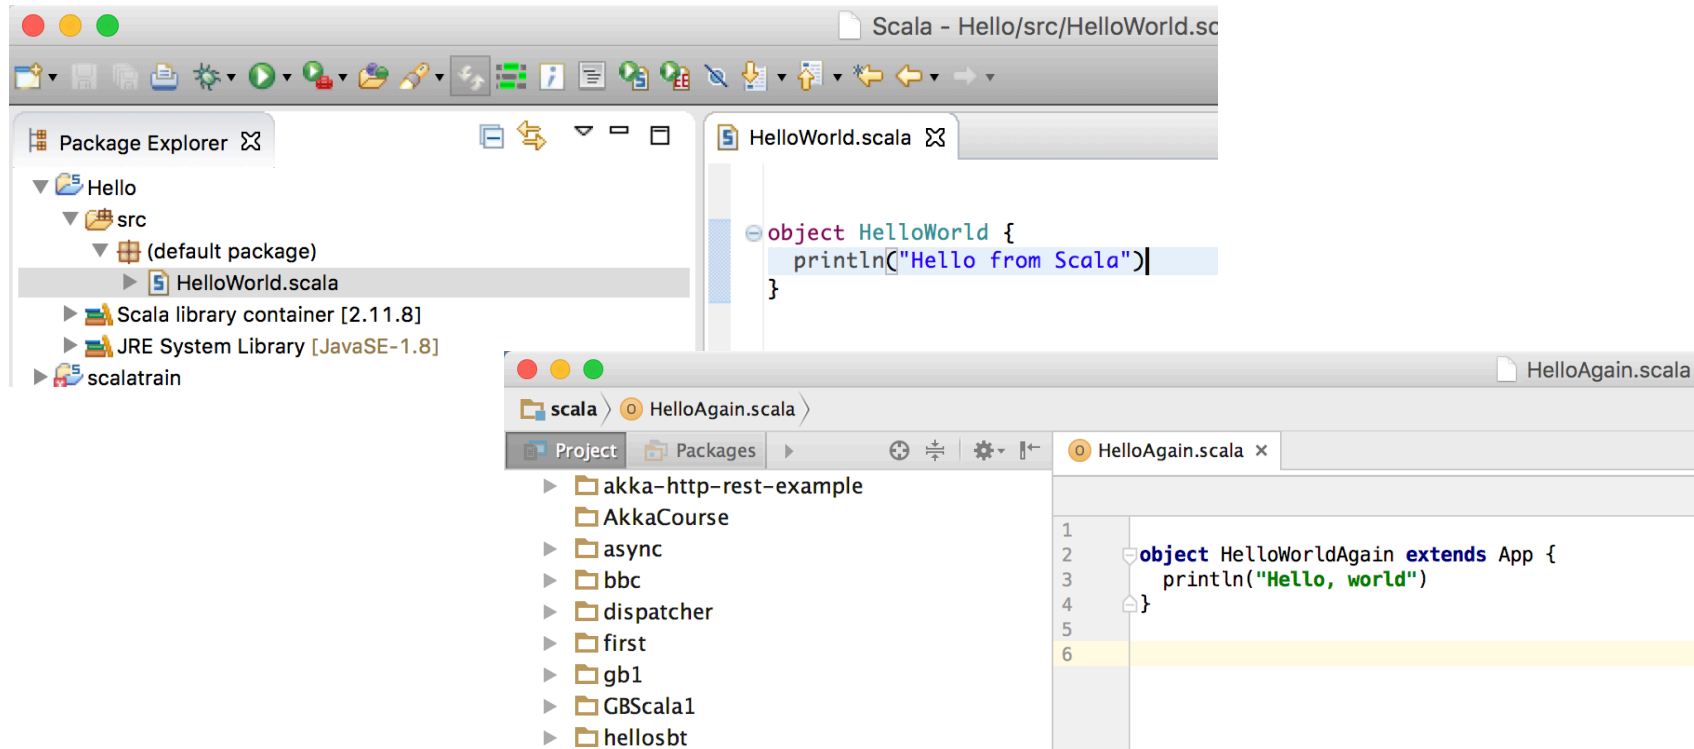 Scala - Hello/src/HelloWorld.sc
Package Explorer
HelloWorld.scala
Hello
src
(default package)
HelloWorld.scala
Scala library container [2.11.8]
JRE System Library [JavaSE-1.8]
scalatrain
object HelloWorld {
println("Hello from Scala")
}
HelloAgain.scala
scala
HelloAgain.scala
Project
Packages
HelloAgain.scala
akka-http-rest-example
AkkaCourse
async
bbc
dispatcher
first
gb1
GBScala1
hellosbt
1
2 object HelloWorldAgain extends App {
3 println("Hello, world")
4 }
5
6